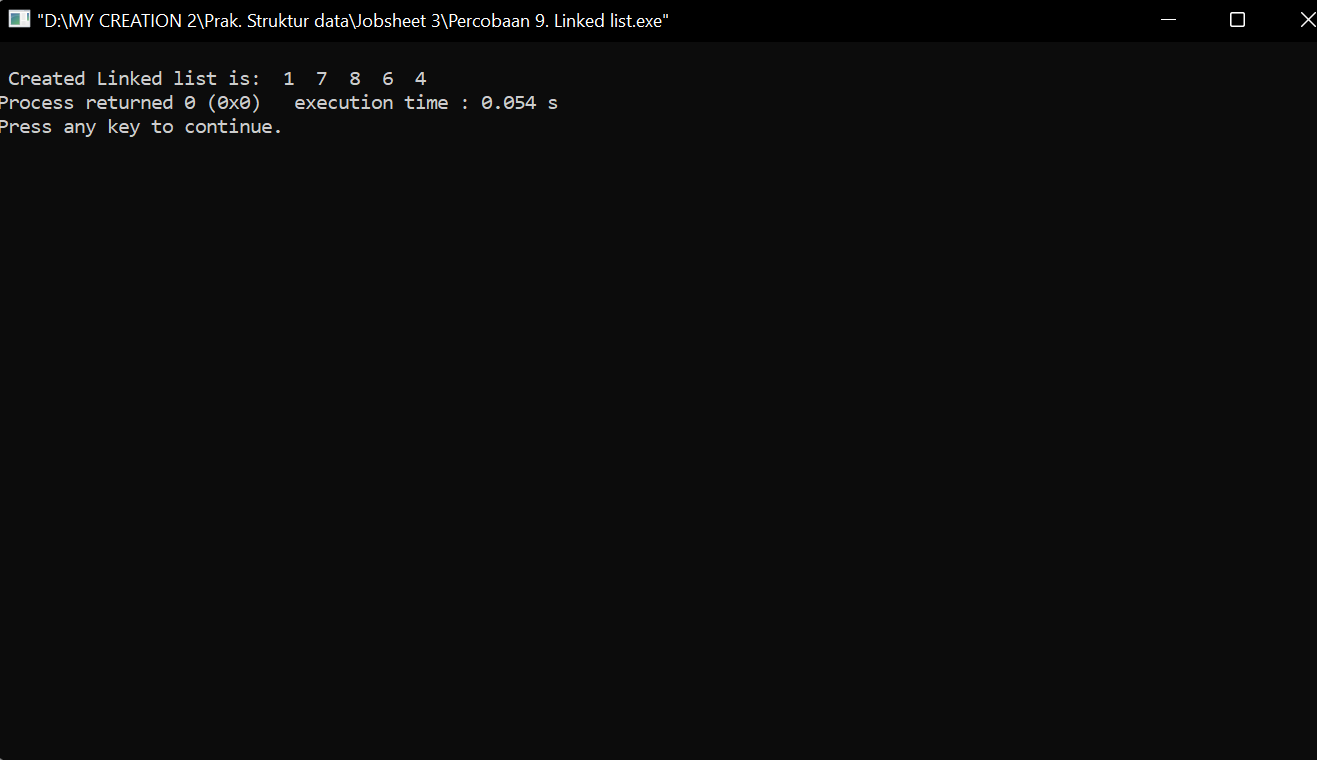 "D:\MY CREATION 2\Prak. Struktur data\Jobsheet 3\Percobaan 9. Linked list.exe"
Created Linked list is:  1  7  8  6  4
Process returned 0 (0x0)   execution time : 0.054 s
Press any key to continue.